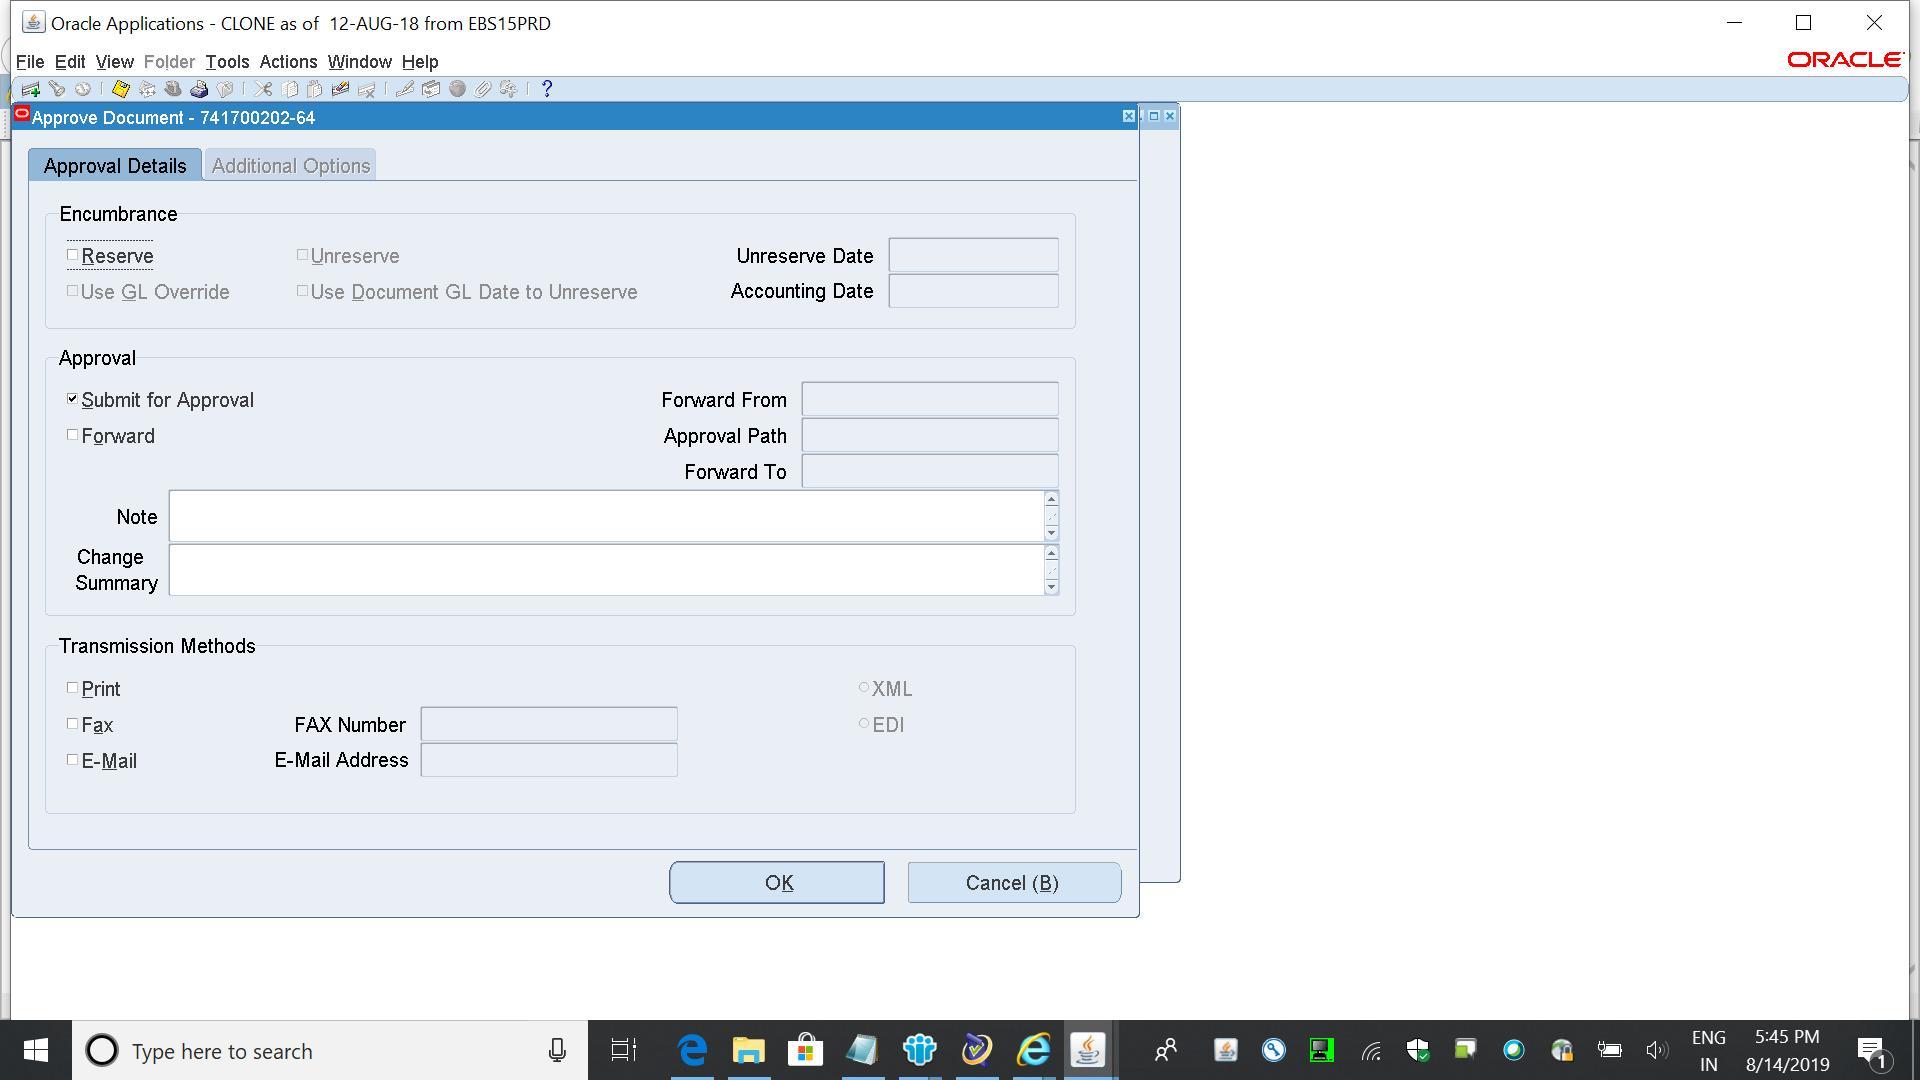 Oracle Applications - CLONE as of 12-AUG-18 from EBS15PRD
File Edit View Folder Tools Actions Window Help
ORACLE
?
Approve Document - 741700202-64
Approval Details Additional Options
Encumbrance
Reserve Unreserve Unreserve Date
Use GL Override Use Document GL Date to Unreserve Accounting Date
Approval
Submit for Approval Forward From
Forward Approval Path
Forward To
Note
Change
Summary
Transmission Methods
Print XML
Fax FAX Number EDI
E-Mail E-Mail Address
OK Cancel (B)
Type here to search
ENG 5:45 PM
IN 8/14/2019
1